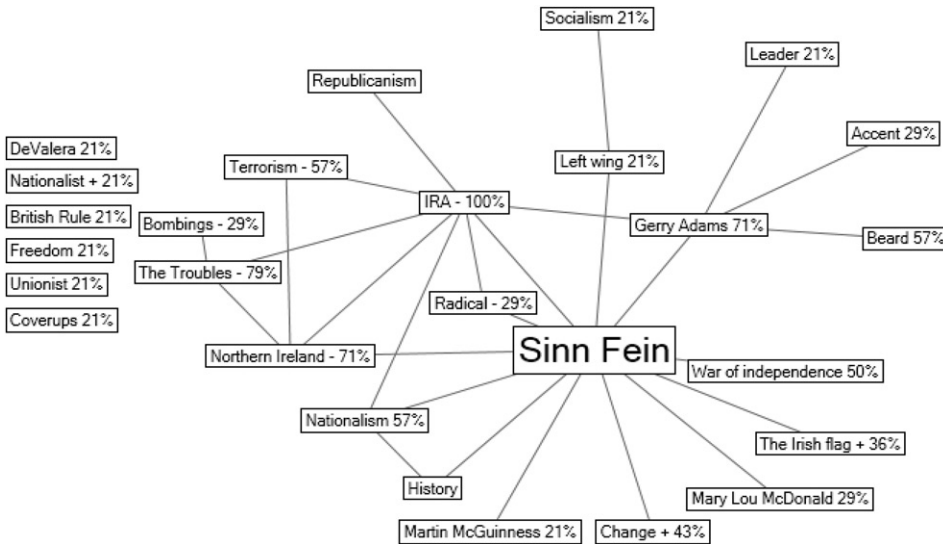 Socialism 21%
Leader 21%
Republicanism
Accent 29%
DeValera 21%
Terrorism - 57%
Left wing 21%
Nationalist + 21%
IRA - 100%
British Rule 21%
Bombings - 29%
Gerry Adams 71%
Beard 57%
Freedom 21%
The Troubles - 79%
Unionist 21%
Radical - 29%
Coverups 21%
Sinn Fein
Northern Ireland - 71%
War of independence 50%
Nationalism 57%
The Irish flag + 36%
History
Mary Lou McDonald 29%
Martin McGuinness 21%
Change + 43%